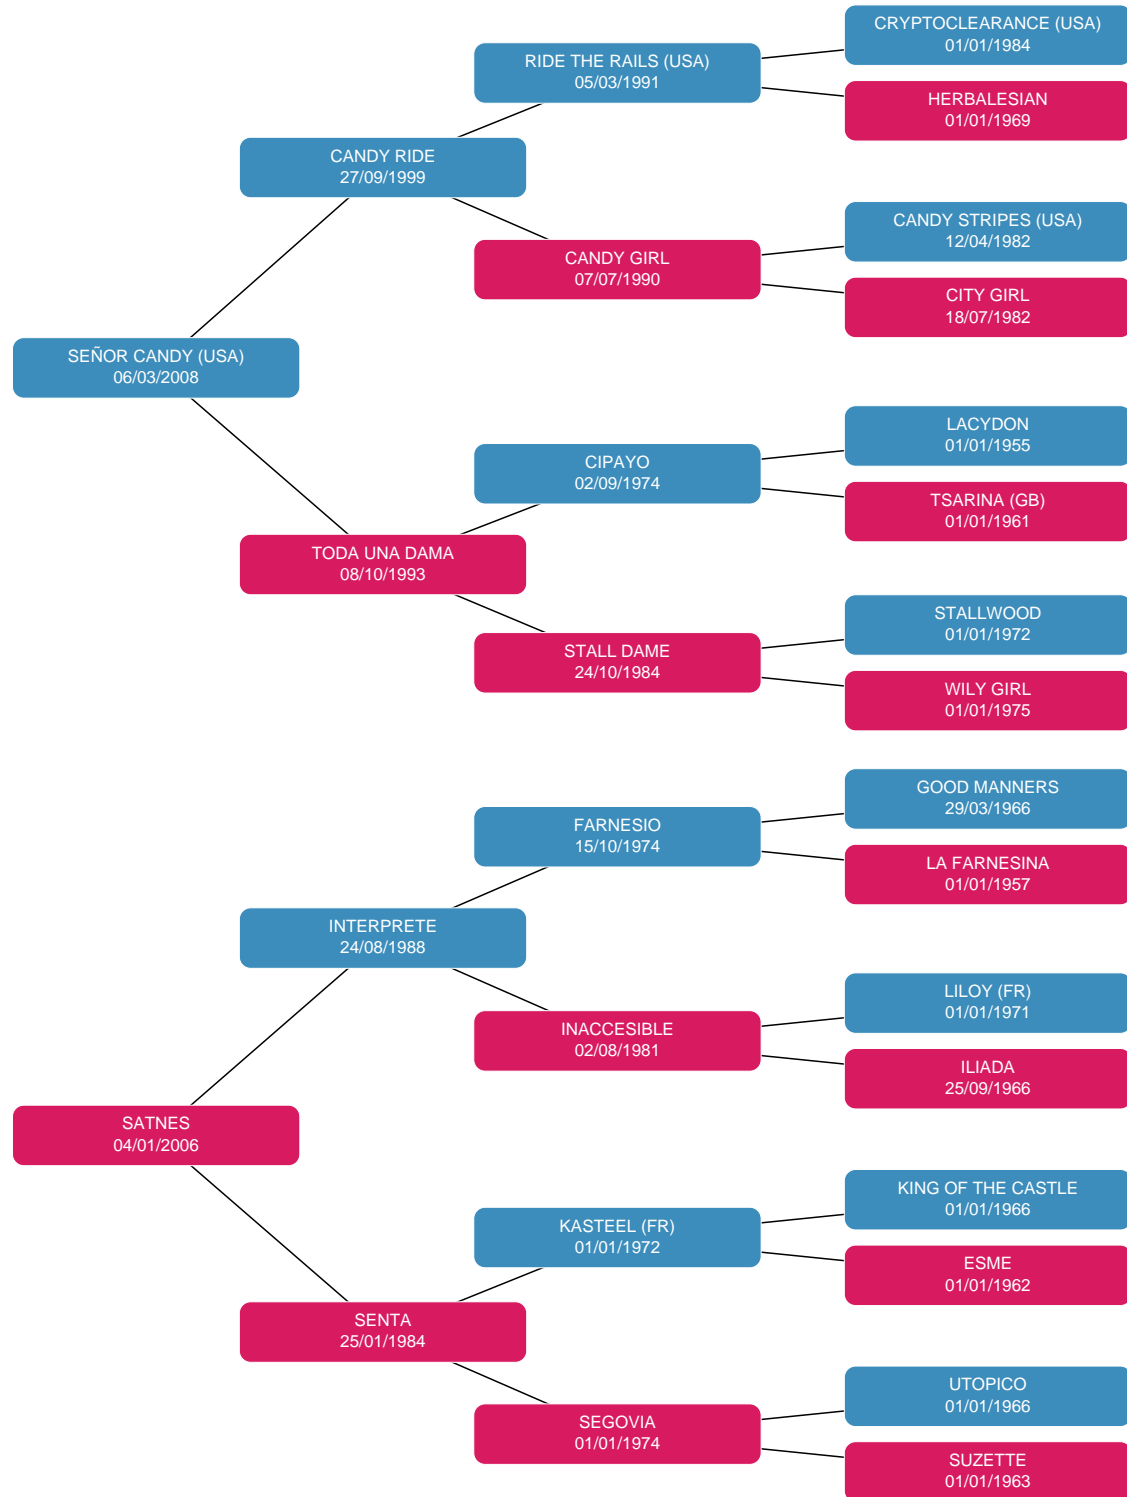 CRYPTOCLEARANCE (USA)
01/01/1984
RIDE THE RAILS (USA)
05/03/1991
HERBALESIAN
01/01/1969
CANDY RIDE
27/09/1999
CANDY STRIPES (USA)
12/04/1982
CANDY GIRL
07/07/1990
CITY GIRL
18/07/1982
SEÑOR CANDY (USA)
06/03/2008
LACYDON
01/01/1955
CIPAYO
02/09/1974
TSARINA (GB)
01/01/1961
TODA UNA DAMA
08/10/1993
STALLWOOD
01/01/1972
STALL DAME
24/10/1984
WILY GIRL
01/01/1975
GOOD MANNERS
29/03/1966
FARNESIO
15/10/1974
LA FARNESINA
01/01/1957
INTERPRETE
24/08/1988
LILOY (FR)
01/01/1971
INACCESIBLE
02/08/1981
ILIADA
25/09/1966
SATNES
04/01/2006
KING OF THE CASTLE
01/01/1966
KASTEEL (FR)
01/01/1972
ESME
01/01/1962
SENTA
25/01/1984
UTOPICO
01/01/1966
SEGOVIA
01/01/1974
SUZETTE
01/01/1963